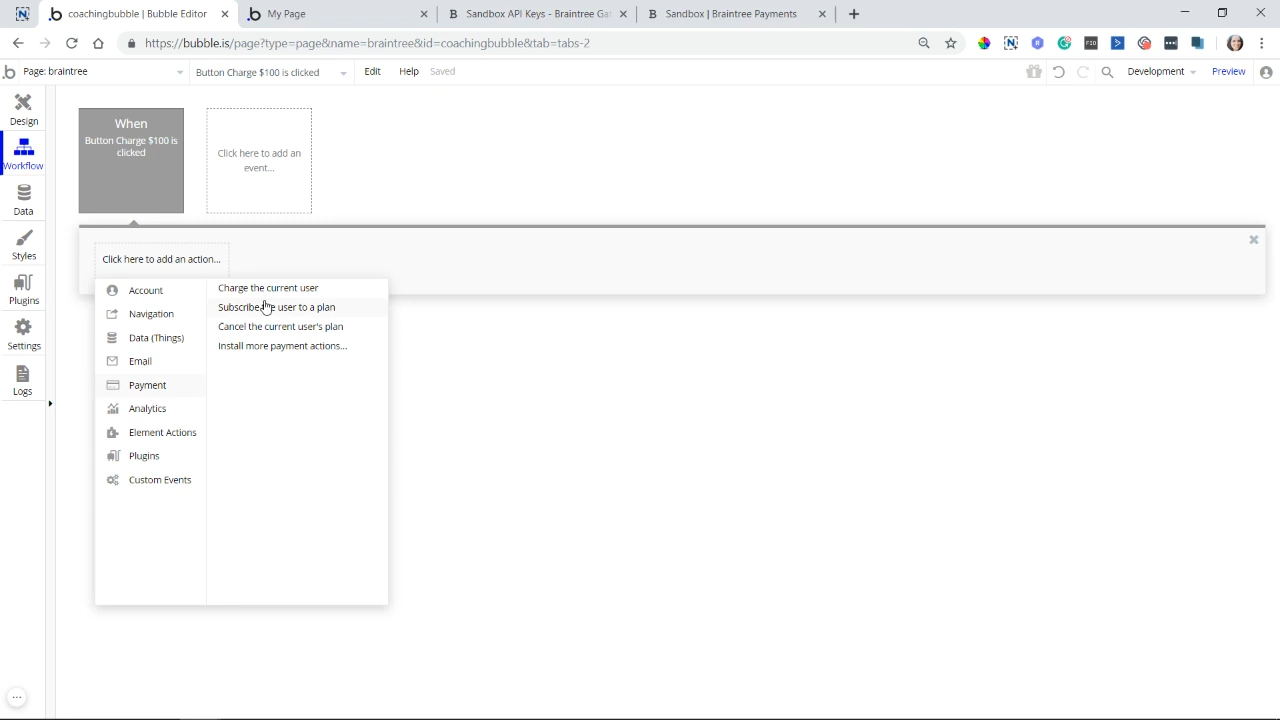 coachingbubble | Bubble Editor
My Page
Sandbox API Keys - Braintree Gat
Sandbox | Braintree Payments
https://bubble.is/page?type=page&name=braintree&id=coachingbubble&tab=tabs-2
Page: braintree
Button Charge $100 is clicked
Edit
Help
Saved
Development
Preview
Design
Workflow
Data
Styles
Plugins
Settings
Logs
When
Button Charge $100 is
clicked
Click here to add an
event...
Click here to add an action...
Account
Navigation
Data (Things)
Email
Payment
Analytics
Element Actions
Plugins
Custom Events
Charge the current user
Subscribe the user to a plan
Cancel the current user's plan
Install more payment actions...